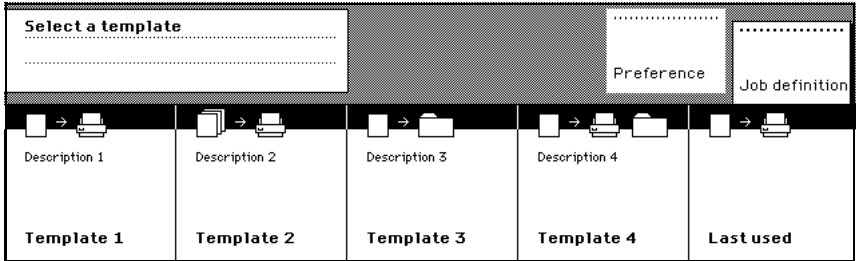 Select a template
Preference
Job definition
Description 1
Description 2
Description 3
Description 4
Template 1
Template 2
Template 3
Template 4
Last used